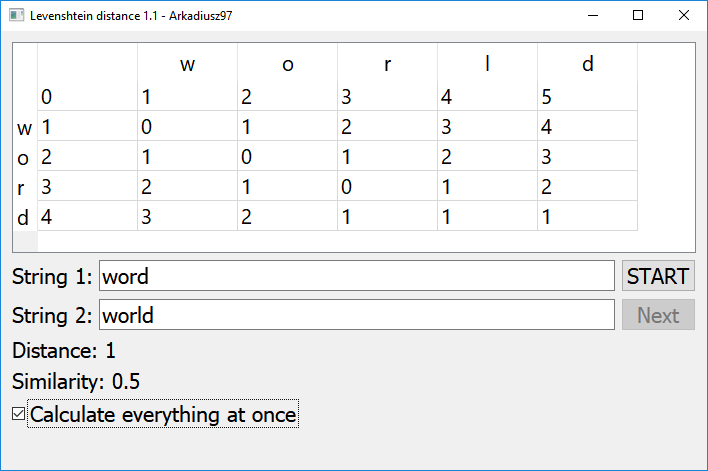 Levenshtein distance 1.1 - Arkadiusz97
w o r l d
0 1 2 3 4 5
w 1 0 1 2 3 4
o 2 1 0 1 2 3
r 3 2 1 0 1 2
d 4 3 2 1 1 1
String 1: word START
String 2: world Next
Distance: 1
Similarity: 0.5
Calculate everything at once